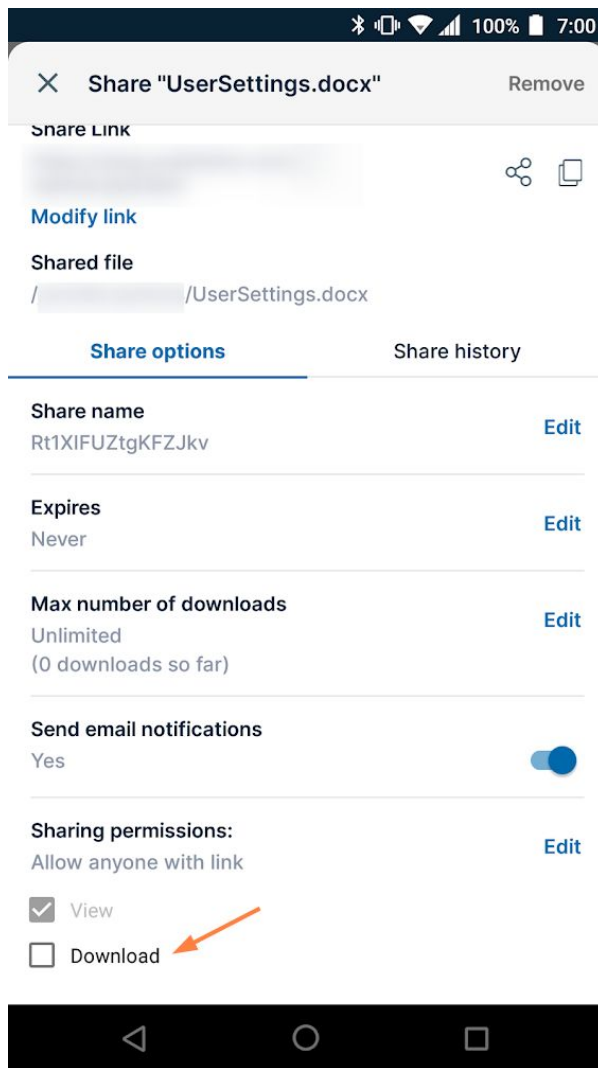 100% 7:00
Share "UserSettings.docx" Remove
Share Link
Modify link
Shared file
/ /UserSettings.docx
Share options Share history
Share name
Edit
Rt1XIFUZtgKFZJkv
Expires
Edit
Never
Max number of downloads
Edit
Unlimited
(0 downloads so far)
Send email notifications
Yes
Sharing permissions:
Edit
Allow anyone with link
View
Download